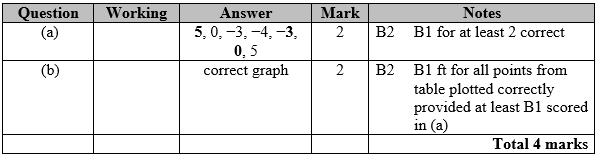 Question Working Answer Mark Notes
(a) 5, 0, −3, −4, −3, 2 B2 B1 for at least 2 correct
0, 5
(b) correct graph 2 B2 B1 ft for all points from
table plotted correctly
provided at least B1 scored
in (a)
Total 4 marks